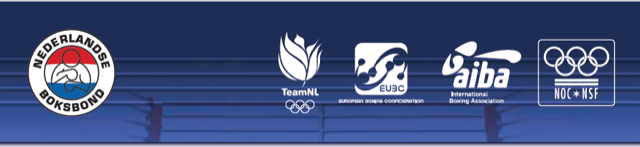 NEDERLANDSE
BOKSBOND
TeamNL
EUBC
EUROPEAN BOXING CONFEDERATION
aiba
International
Boxing Association
NOC*NSF